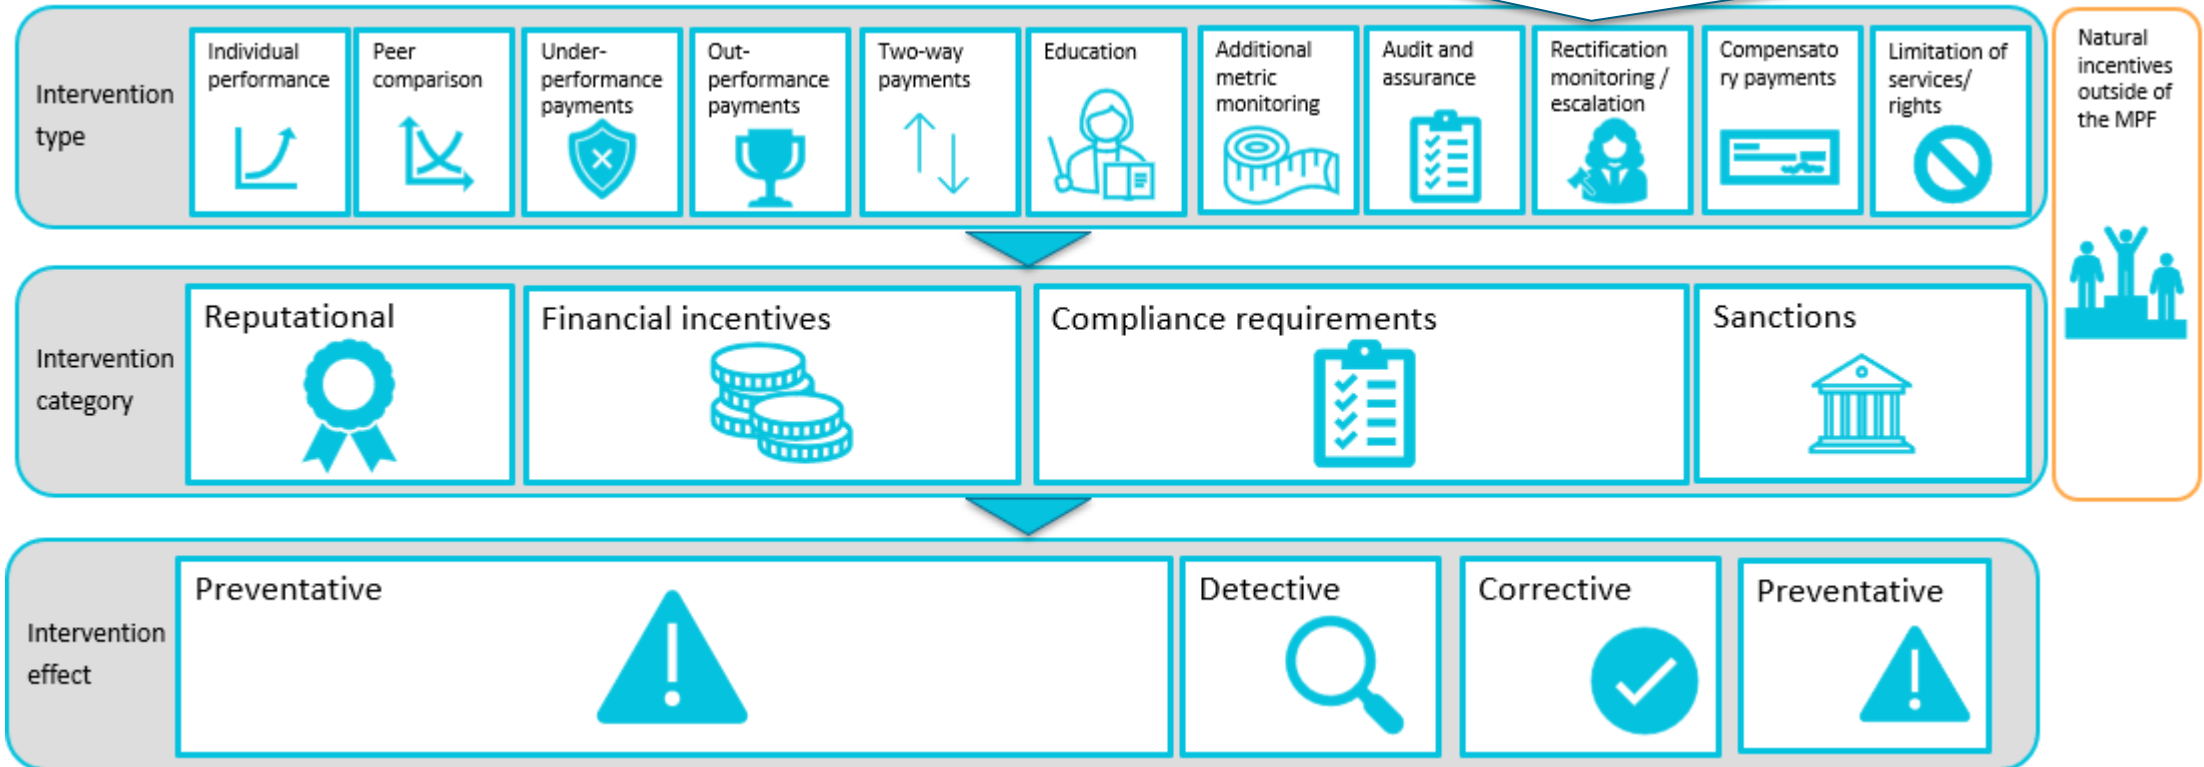 Intervention
type
Individual
performance
Peer
comparison
Under-
performance
payments
Out-
performance
payments
Two-way
payments
Education
Additional
metric
monitoring
Audit and
assurance
Rectification
monitoring /
escalation
Compensato
ry payments
Limitation of
services/
rights
Natural
incentives
outside of
the MPF
Intervention
category
Reputational
Financial incentives
Compliance requirements
Sanctions
Intervention
effect
Preventative
Detective
Corrective
Preventative